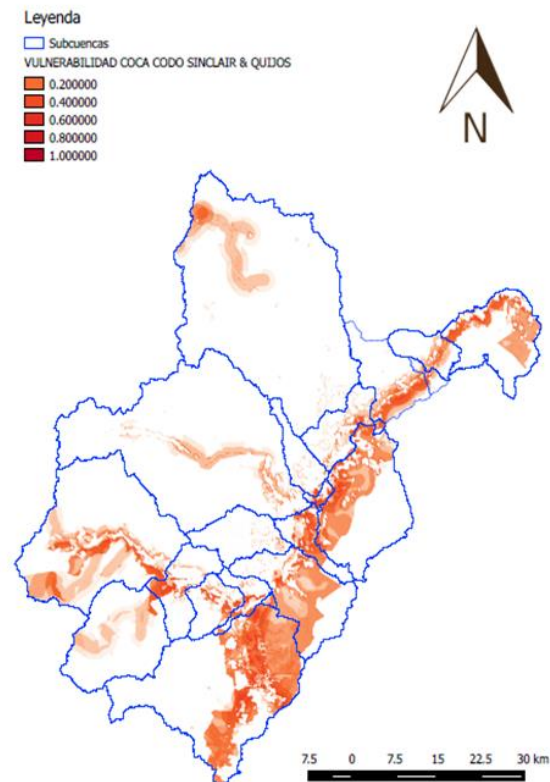 Leyenda
Subcuencas
VULNERABILIDAD COCA CODO SINCLAIR & QUIJOS
0.200000
0.400000
0.600000
0.800000
1.000000
N
7.5 0 7.5 15 22.5 30 km